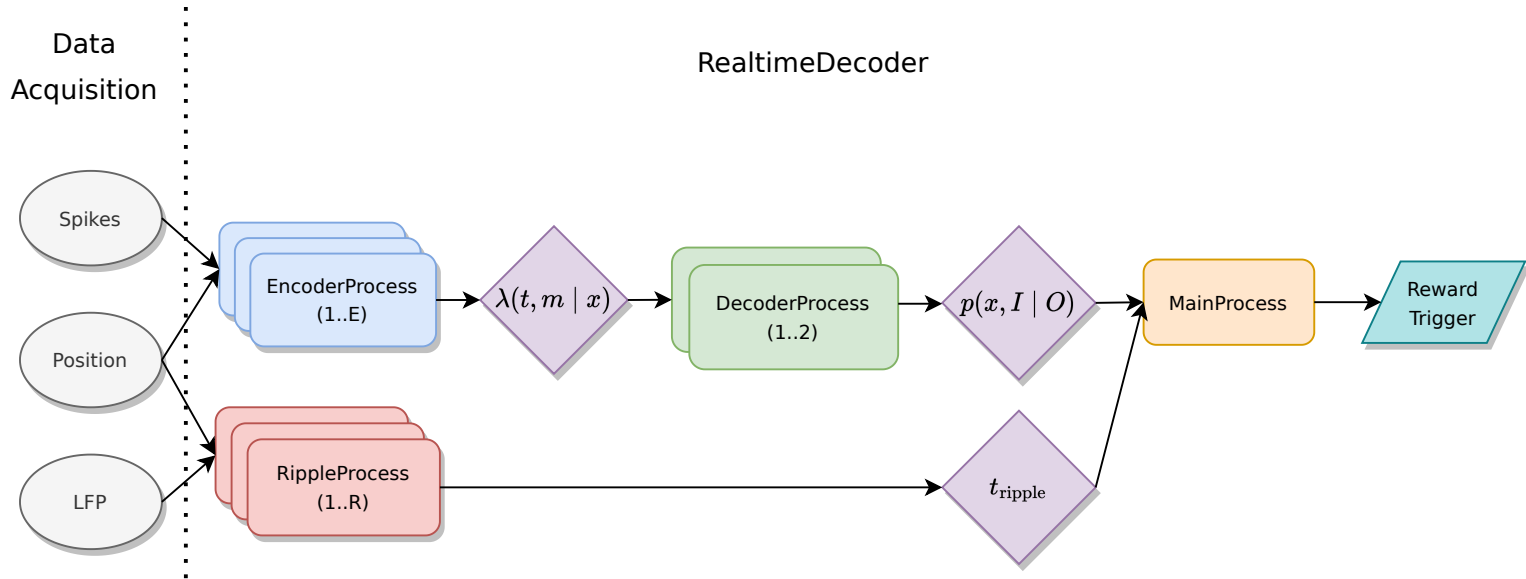 Data
Acquisition
RealtimeDecoder
Spikes
Position
LFP
EncoderProcess
(1..E)
λ(t, m | x)
DecoderProcess
(1..2)
p(x, I | O)
MainProcess
Reward
Trigger
RippleProcess
(1..R)
t_ripple